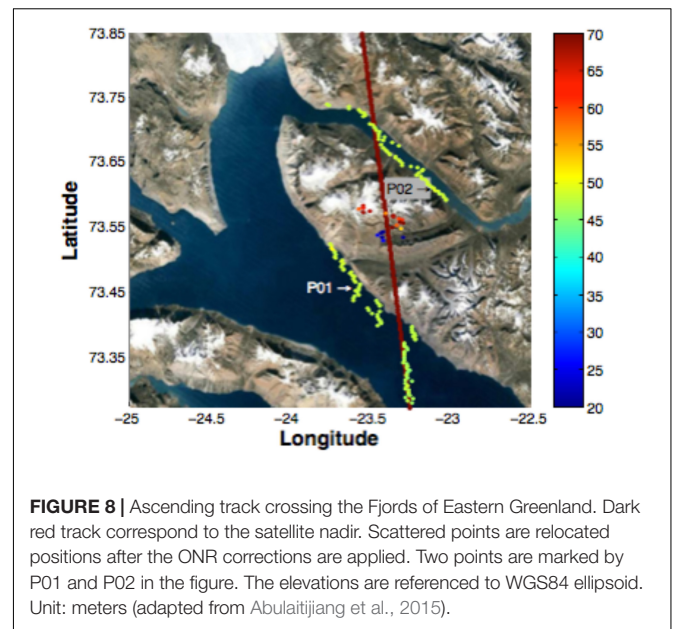 73.85
73.75
73.65
73.55
73.45
73.35
Latitude
P02→
P01→
−25
−24.5
−24
−23.5
−23
−22.5
Longitude
70
65
60
55
50
45
40
35
30
25
20
FIGURE 8 | Ascending track crossing the Fjords of Eastern Greenland. Dark
red track correspond to the satellite nadir. Scattered points are relocated
positions after the ONR corrections are applied. Two points are marked by
P01 and P02 in the figure. The elevations are referenced to WGS84 ellipsoid.
Unit: meters (adapted from Abulaitijiang et al., 2015).